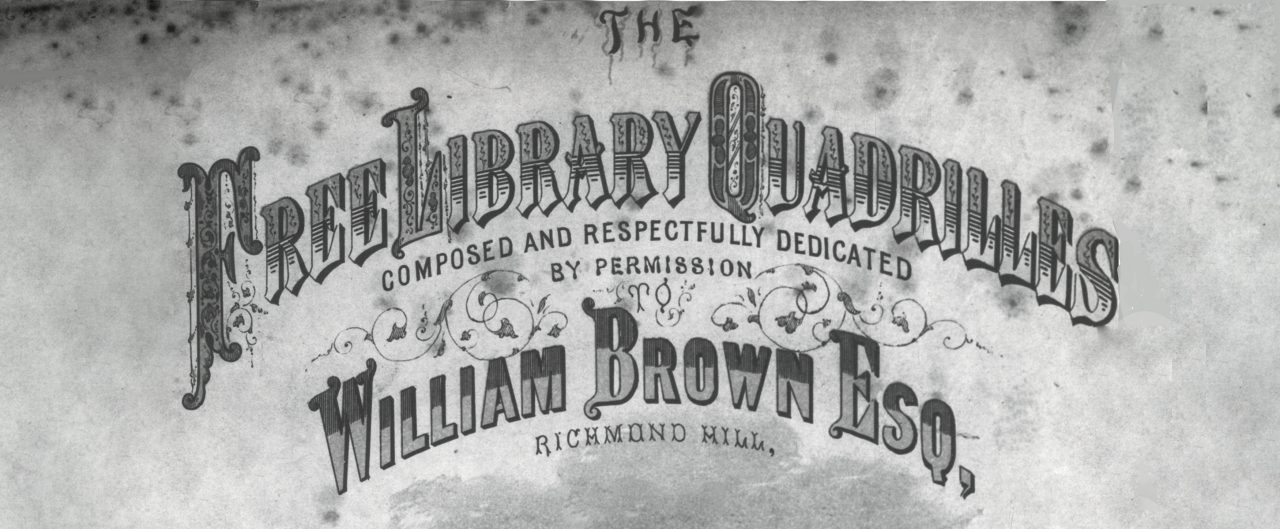 THE
FREE LIBRARY QUADRILLES
COMPOSED AND RESPECTFULLY DEDICATED
BY PERMISSION
TO
WILLIAM BROWN ESQ,
RICHMOND HILL,